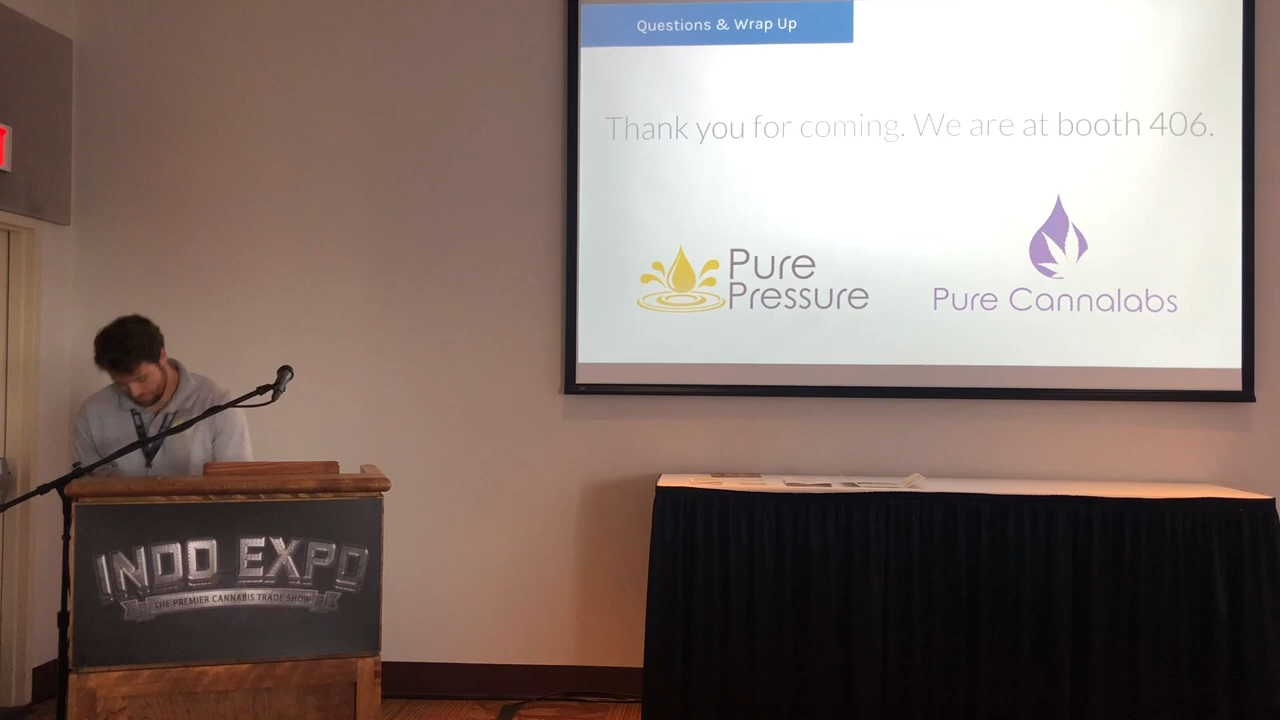 Questions & Wrap Up
Thank you for coming. We are at booth 406.
Pure
Pressure
Pure Cannalabs
INDO EXPO
THE PREMIER CANNABIS TRADE SHOW